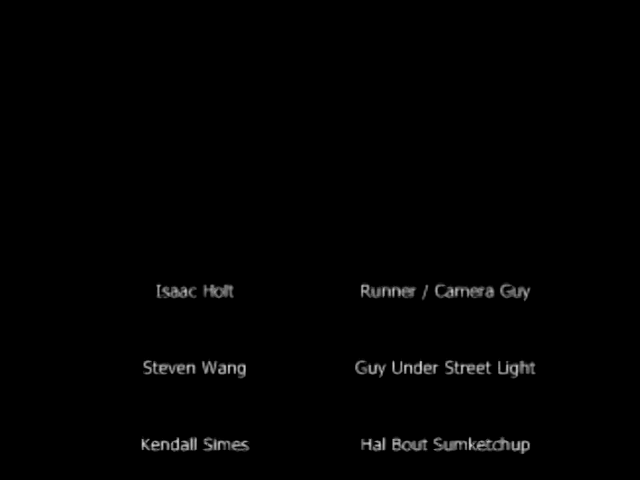 Isaac Holt Runner / Camera Guy
Steven Wang Guy Under Street Light
Kendall Simes Hal Bout Sumketchup